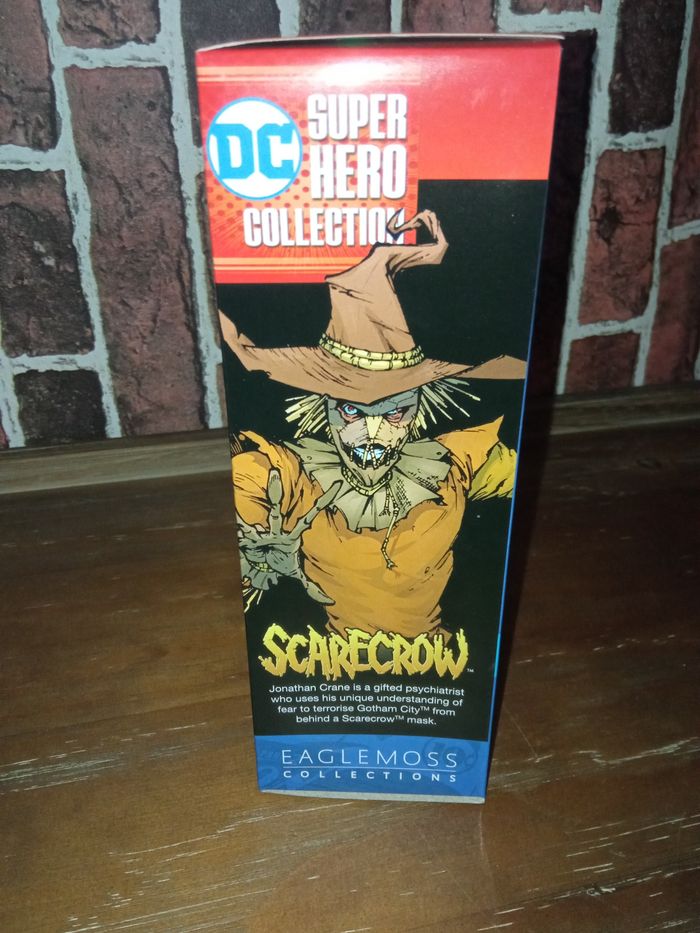 DC
SUPER
HERO
COLLECTION
SCARECROW™
Jonathan Crane is a gifted psychiatrist
who uses his unique understanding of
fear to terrorise Gotham City™ from
behind a Scarecrow™ mask.
EAGLEMOSS
COLLECTIONS